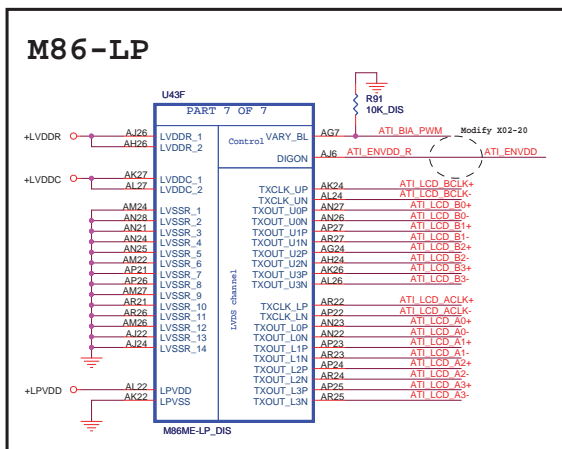 M86-LP
U43F
PART 7 OF 7
R91
10K_DIS
+LVDDR AJ26 LVDDR_1 Control VARY_BL AG7 ATI_BIA_PWM Modify X02-20
AH26 LVDDR_2
DIGON AJ6 ATI_ENVDD_R ATI_ENVDD
+LVDDC AK27 LVDDC_1
AL27 LVDDC_2 TXCLK_UP AK24 ATI_LCD_BCLK+
TXCLK_UN AL24 ATI_LCD_BCLK-
AM24 LVSSR_1 TXOUT_U0P AN27 ATI_LCD_B0+
AN28 LVSSR_2 TXOUT_U0N AN26 ATI_LCD_B0-
AN21 LVSSR_3 TXOUT_U1P AP27 ATI_LCD_B1+
AN24 LVSSR_4 TXOUT_U1N AR27 ATI_LCD_B1-
AN25 LVSSR_5 TXOUT_U2P AG24 ATI_LCD_B2+
AM22 LVSSR_6 TXOUT_U2N AH24 ATI_LCD_B2-
AP21 LVSSR_7 TXOUT_U3P AK26 ATI_LCD_B3+
AP26 LVSSR_8 TXOUT_U3N AL26 ATI_LCD_B3-
AM27 LVSSR_9
AR21 LVSSR_10 TXCLK_LP AR22 ATI_LCD_ACLK+
AR26 LVSSR_11 TXCLK_LN AP22 ATI_LCD_ACLK-
AM26 LVSSR_12 TXOUT_L0P AN23 ATI_LCD_A0+
AJ22 LVSSR_13 TXOUT_L0N AN22 ATI_LCD_A0-
AJ24 LVSSR_14 TXOUT_L1P AP23 ATI_LCD_A1+
TXOUT_L1N AR23 ATI_LCD_A1-
TXOUT_L2P AP24 ATI_LCD_A2+
TXOUT_L2N AR24 ATI_LCD_A2-
+LPVDD AL22 LPVDD TXOUT_L3P AP25 ATI_LCD_A3+
AK22 LPVSS TXOUT_L3N AR25 ATI_LCD_A3-
LVDS channel
M86ME-LP_DIS